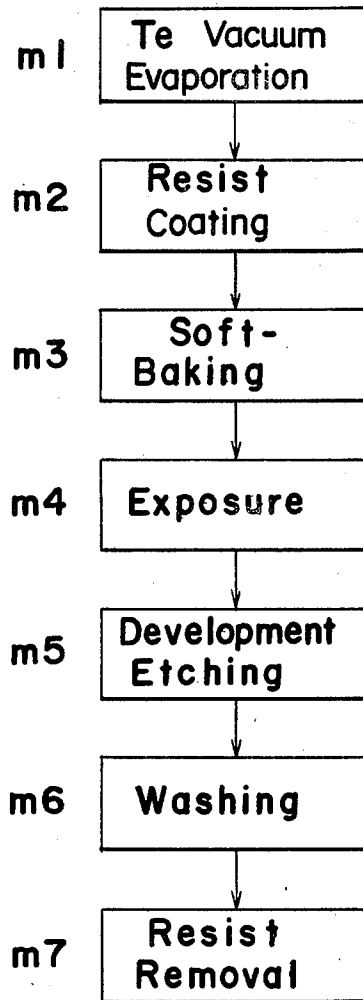 m1
Te Vacuum
Evaporation
m2
Resist
Coating
m3
Soft-
Baking
m4
Exposure
m5
Development
Etching
m6
Washing
m7
Resist
Removal